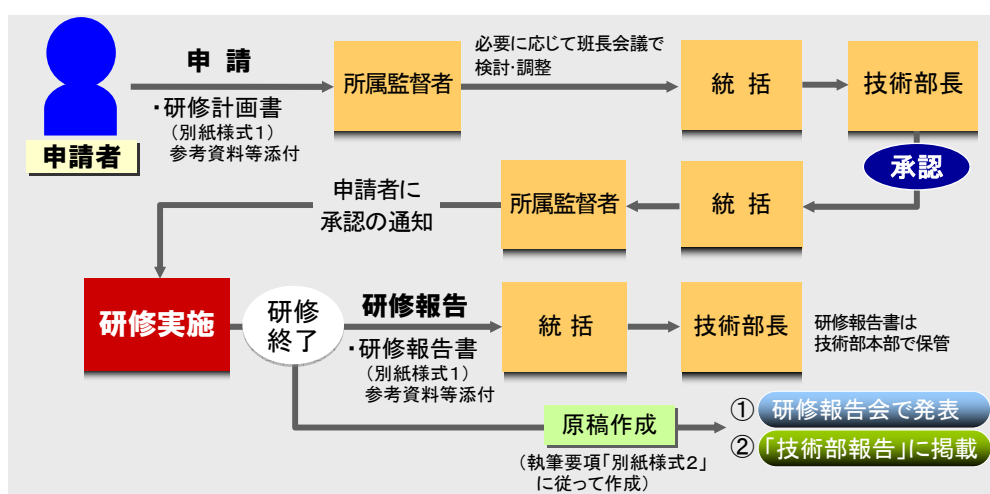 申 請
・研修計画書
（別紙様式１）
参考資料等添付
申請者
所属監督者
必要に応じて班長会議で
検討・調整
統 括
技術部長
承認
統 括
所属監督者
申請者に
承認の通知
研修実施
研修
終了
研修報告
・研修報告書
（別紙様式１）
参考資料等添付
統 括
技術部長
研修報告書は
技術部本部で保管
原稿作成
（執筆要項「別紙様式２」
に従って作成）
① 研修報告会で発表
② 「技術部報告」に掲載